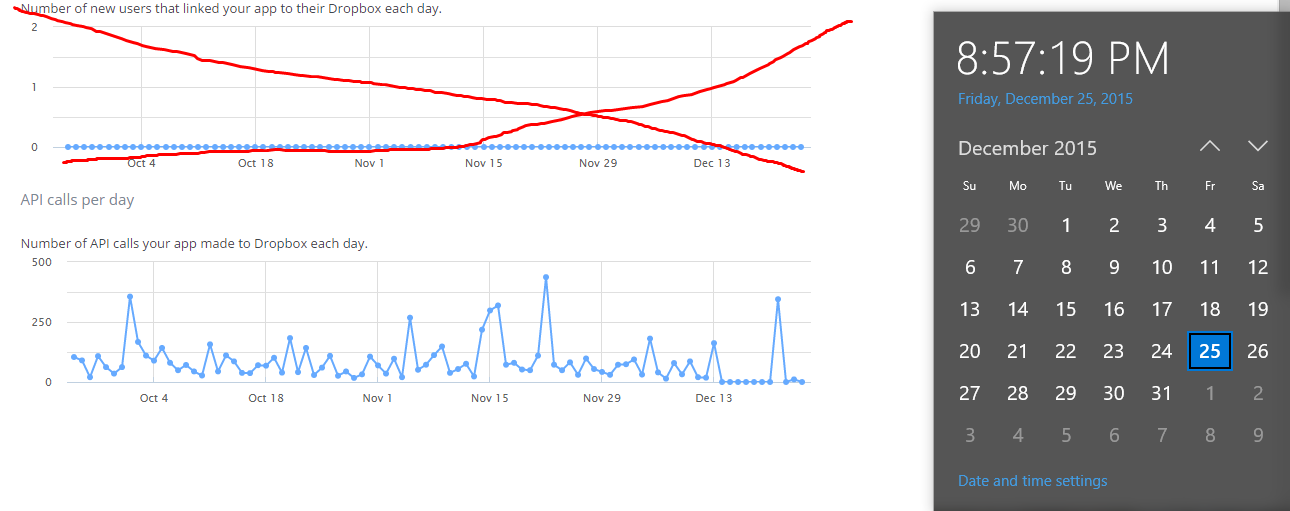 Number of new users that linked your app to their Dropbox each day.
2
1
0
Oct 4 Oct 18 Nov 1 Nov 15 Nov 29 Dec 13
API calls per day
Number of API calls your app made to Dropbox each day.
500
250
0
Oct 4 Oct 18 Nov 1 Nov 15 Nov 29 Dec 13
8:57:19 PM
Friday, December 25, 2015
December 2015
Su Mo Tu We Th Fr Sa
29 30 1 2 3 4 5
6 7 8 9 10 11 12
13 14 15 16 17 18 19
20 21 22 23 24 25 26
27 28 29 30 31 1 2
3 4 5 6 7 8 9
Date and time settings